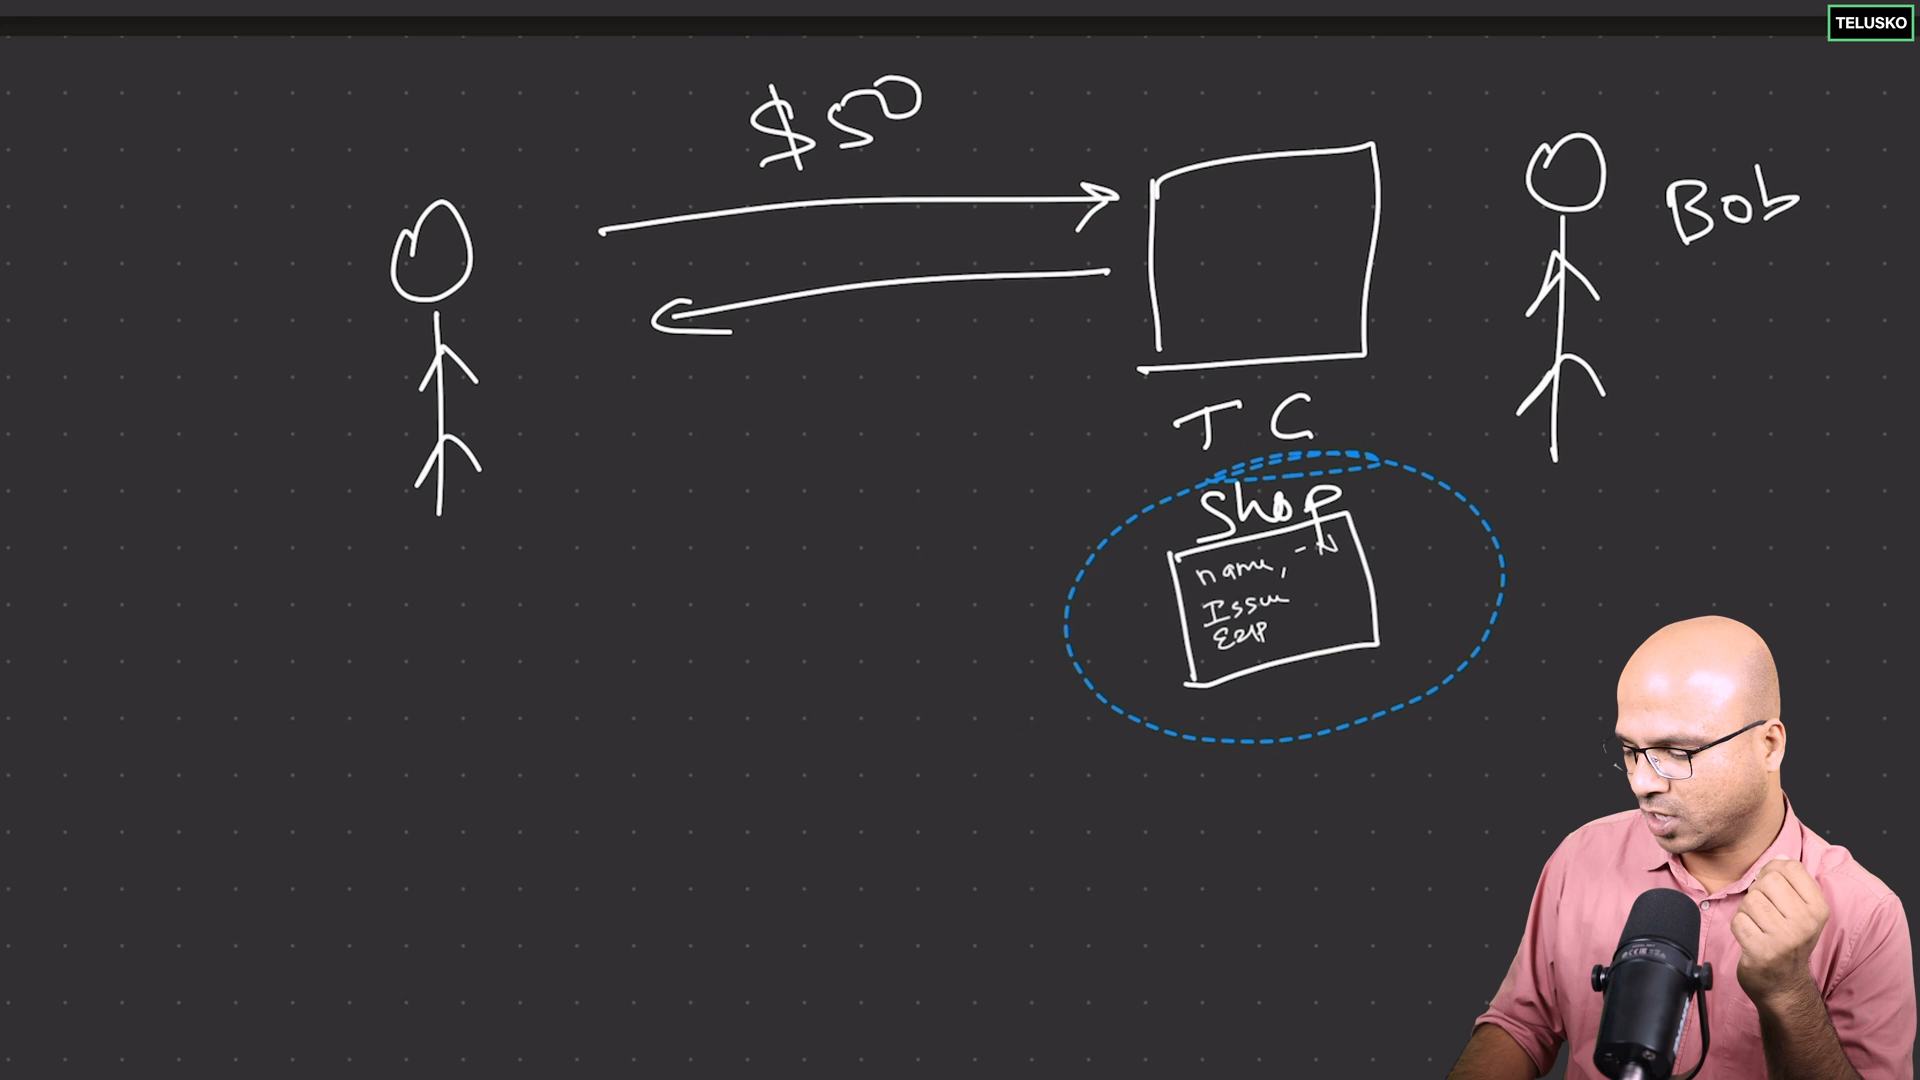 TELUSKO
$50
Bob
T C
Shop
name, - N
Issue
Exp